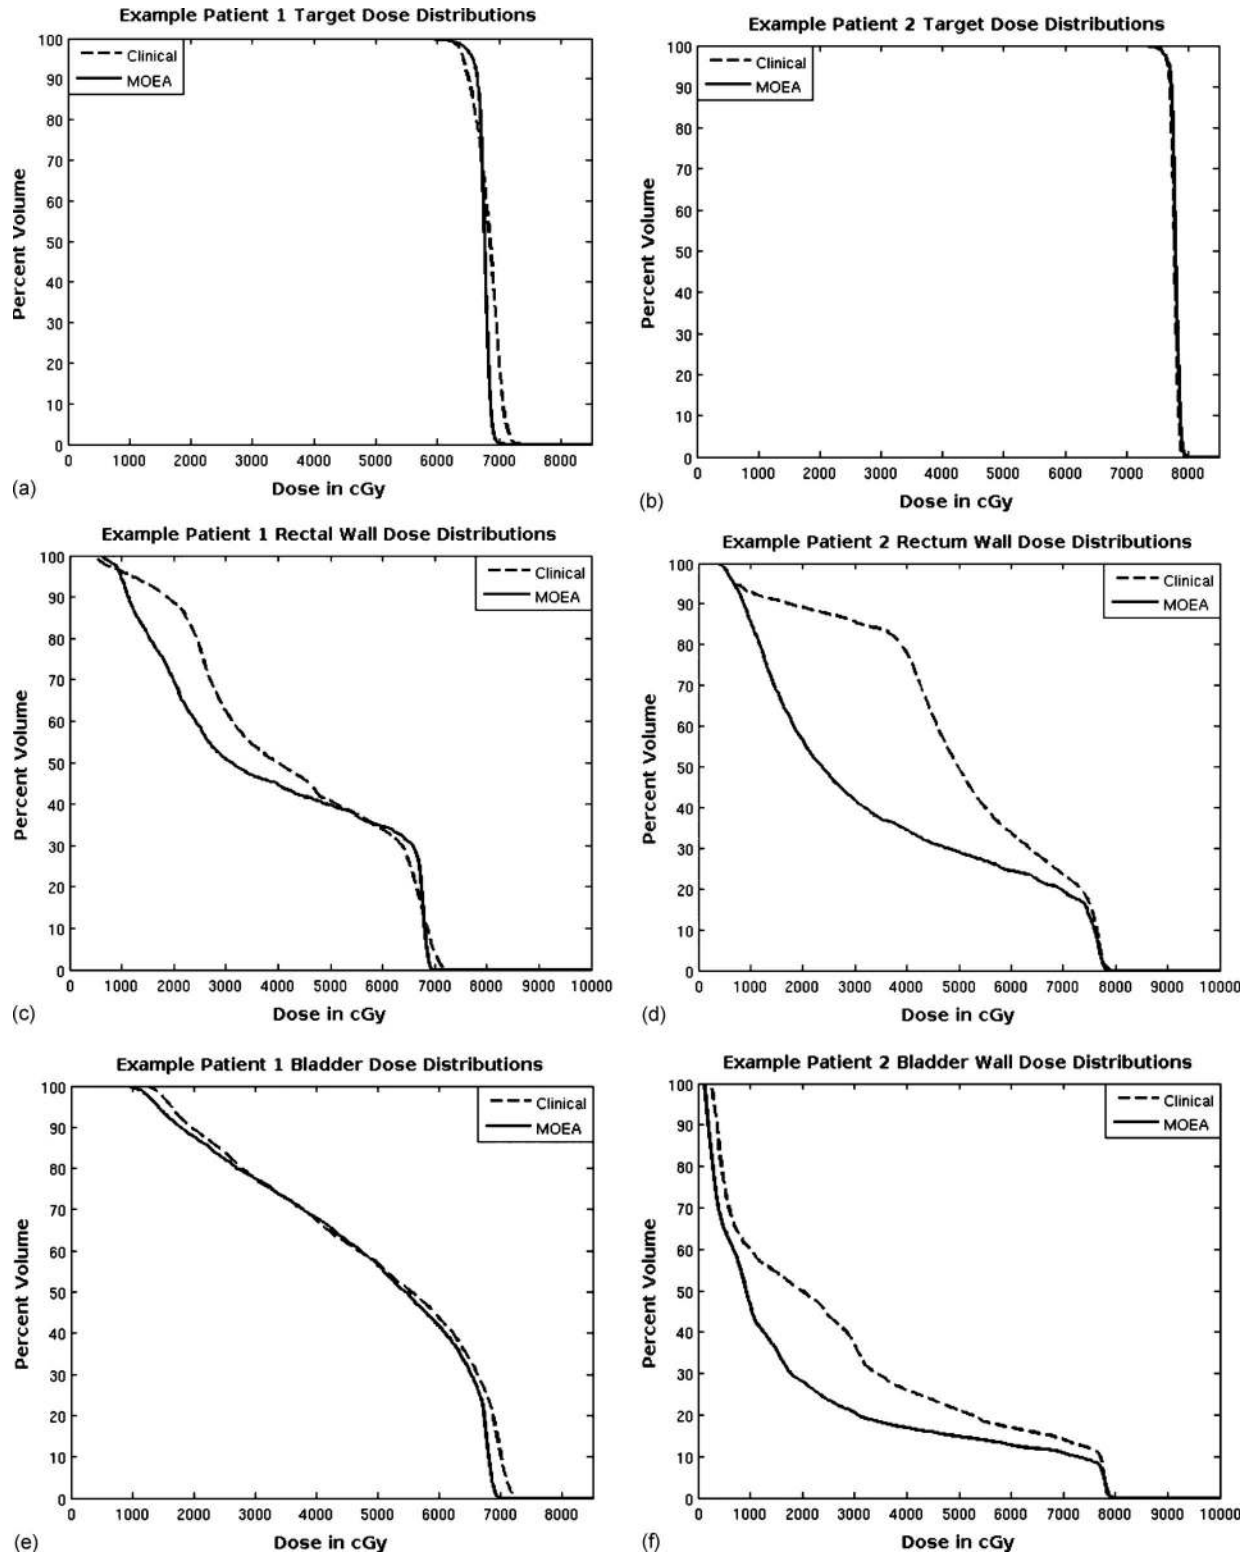 Example Patient 1 Target Dose Distributions
Clinical
MOEA
100
90
80
70
60
50
40
30
20
10
0
Percent Volume
0 1000 2000 3000 4000 5000 6000 7000 8000
Dose in cGy
(a)
Example Patient 2 Target Dose Distributions
Clinical
MOEA
100
90
80
70
60
50
40
30
20
10
0
Percent Volume
0 1000 2000 3000 4000 5000 6000 7000 8000
Dose in cGy
(b)
Example Patient 1 Rectal Wall Dose Distributions
Clinical
MOEA
100
90
80
70
60
50
40
30
20
10
0
Percent Volume
0 1000 2000 3000 4000 5000 6000 7000 8000 9000 10000
Dose in cGy
(c)
Example Patient 2 Rectum Wall Dose Distributions
Clinical
MOEA
100
90
80
70
60
50
40
30
20
10
0
Percent Volume
0 1000 2000 3000 4000 5000 6000 7000 8000 9000 10000
Dose in cGy
(d)
Example Patient 1 Bladder Dose Distributions
Clinical
MOEA
100
90
80
70
60
50
40
30
20
10
0
Percent Volume
0 1000 2000 3000 4000 5000 6000 7000 8000
Dose in cGy
(e)
Example Patient 2 Bladder Wall Dose Distributions
Clinical
MOEA
100
90
80
70
60
50
40
30
20
10
0
Percent Volume
0 1000 2000 3000 4000 5000 6000 7000 8000 9000 10000
Dose in cGy
(f)